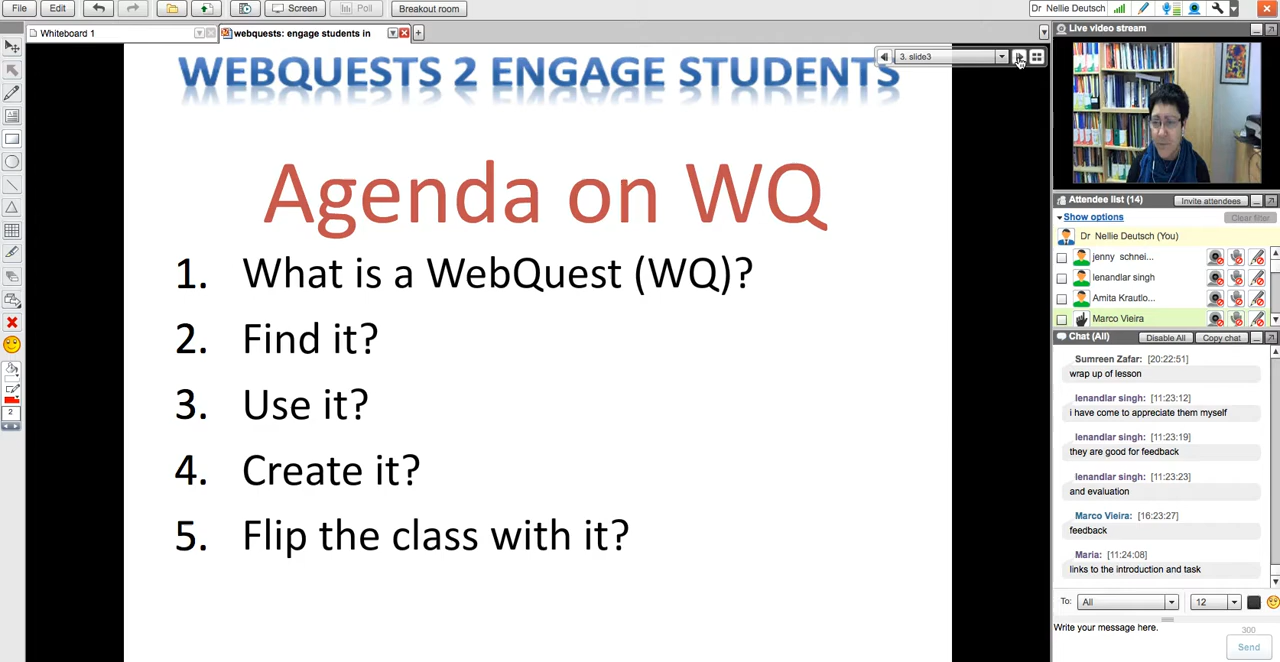 File Edit Screen Poll Breakout room Dr Nellie Deutsch
Whiteboard 1 webquests: engage students in
Live video stream
3. slide3
WEBQUESTS 2 ENGAGE STUDENTS
Agenda on WQ
1. What is a WebQuest (WQ)?
2. Find it?
3. Use it?
4. Create it?
5. Flip the class with it?
2
Attendee list (14) Invite attendees Clear filter
Show options
Dr Nellie Deutsch (You)
jenny schnei...
lenandlar singh
Amita Krautlo...
Marco Vieira
Chat (All) Disable All Copy chat
Sumreen Zafar: [20:22:51]
wrap up of lesson
lenandlar singh: [11:23:12]
i have come to appreciate them myself
lenandlar singh: [11:23:19]
they are good for feedback
lenandlar singh: [11:23:23]
and evaluation
Marco Vieira: [16:23:27]
feedback
Maria: [11:24:08]
links to the introduction and task
To: All 12
Write your message here.
300
Send